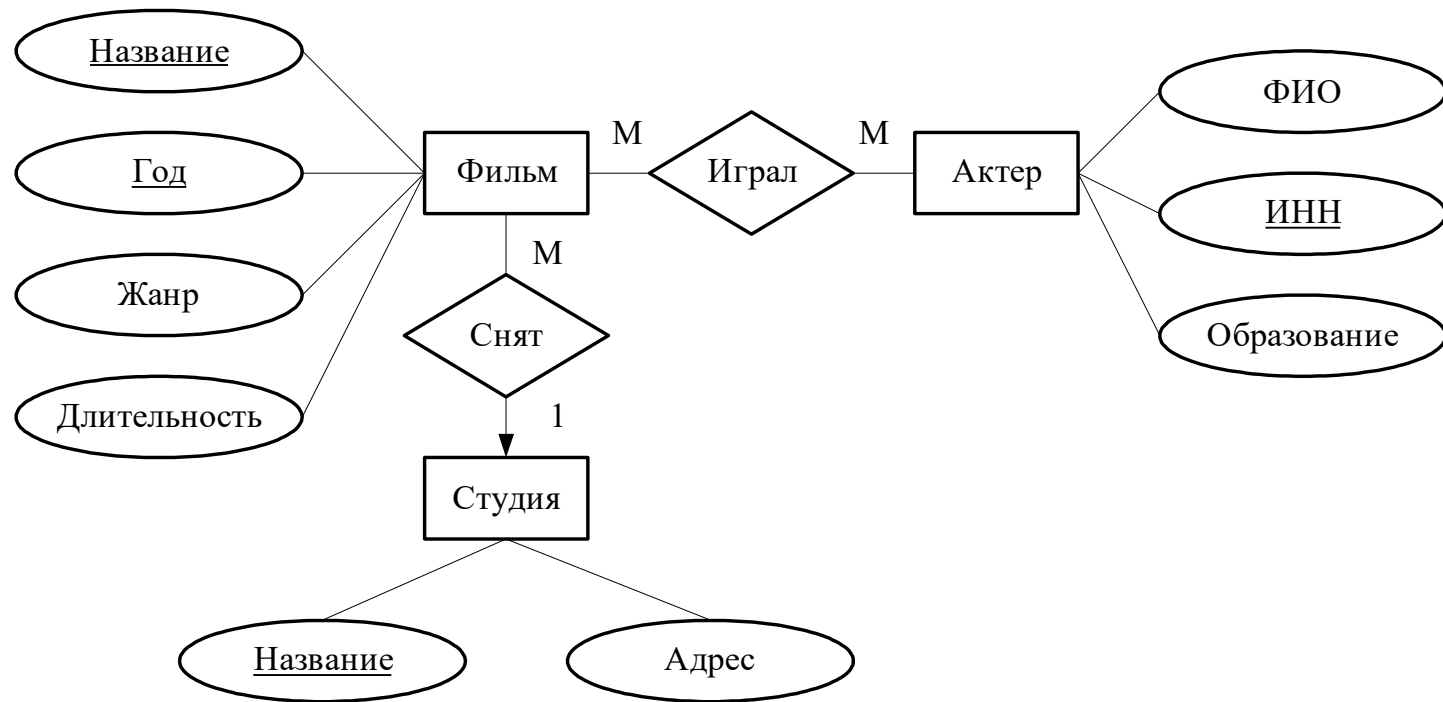 Название
ФИО
Год
М
М
Фильм
Играл
Актер
ИНН
М
Жанр
Снят
Образование
Длительность
1
Студия
Название
Адрес